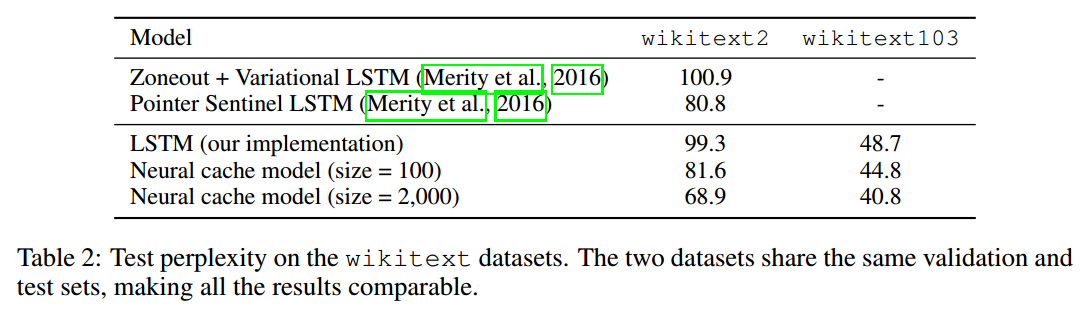 Model wikitext2 wikitext103
Zoneout + Variational LSTM (Merity et al., 2016) 100.9 -
Pointer Sentinel LSTM (Merity et al., 2016) 80.8 -
LSTM (our implementation) 99.3 48.7
Neural cache model (size = 100) 81.6 44.8
Neural cache model (size = 2,000) 68.9 40.8
Table 2: Test perplexity on the wikitext datasets. The two datasets share the same validation and
test sets, making all the results comparable.